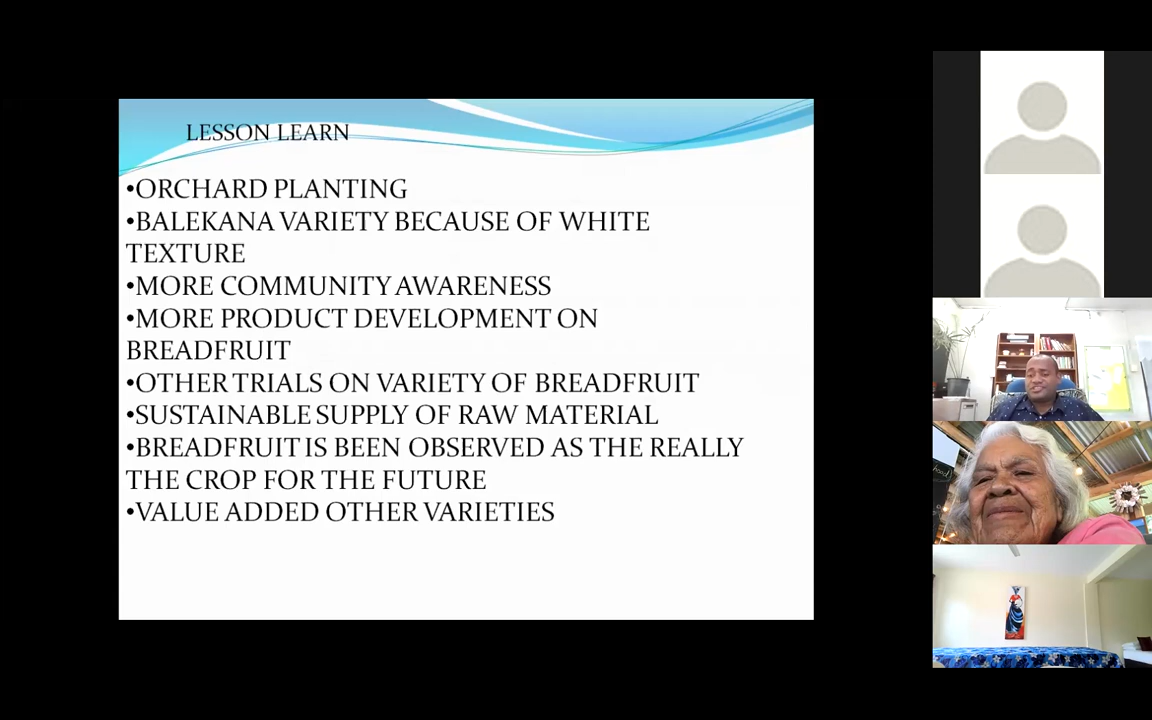 LESSON LEARN
•ORCHARD PLANTING
•BALEKANA VARIETY BECAUSE OF WHITE
TEXTURE
•MORE COMMUNITY AWARENESS
•MORE PRODUCT DEVELOPMENT ON
BREADFRUIT
•OTHER TRIALS ON VARIETY OF BREADFRUIT
•SUSTAINABLE SUPPLY OF RAW MATERIAL
•BREADFRUIT IS BEEN OBSERVED AS THE REALLY
THE CROP FOR THE FUTURE
•VALUE ADDED OTHER VARIETIES